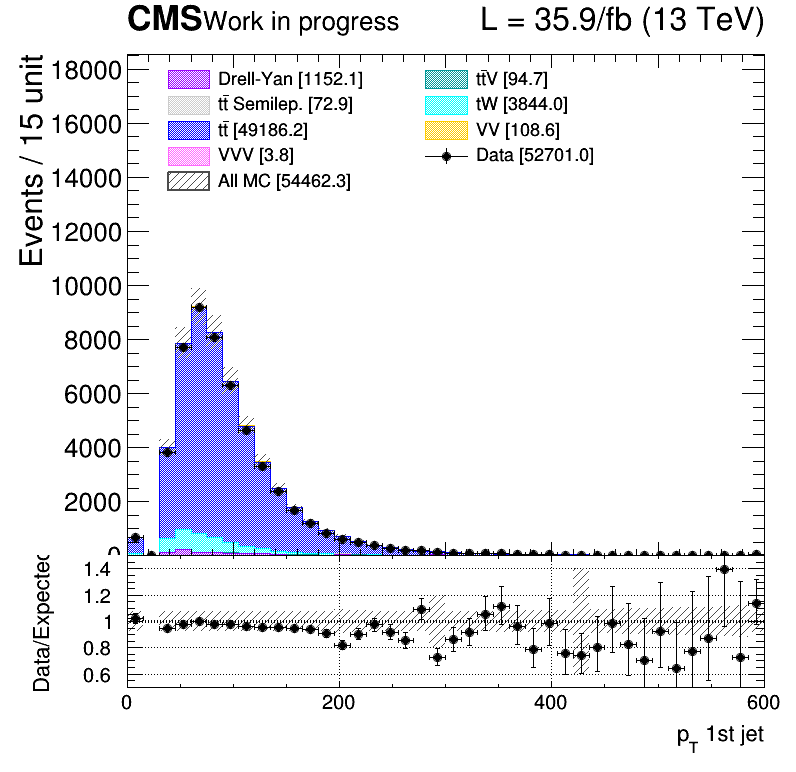 CMS Work in progress L = 35.9/fb (13 TeV)
Events / 15 unit
18000
16000
14000
12000
10000
8000
6000
4000
2000
0
Drell-Yan [1152.1]
tt̄ Semilep. [72.9]
tt̄ [49186.2]
VVV [3.8]
All MC [54462.3]
tt̄V [94.7]
tW [3844.0]
VV [108.6]
Data [52701.0]
Data/Expected
1.4
1.2
1
0.8
0.6
0 200 400 600
p_T 1st jet